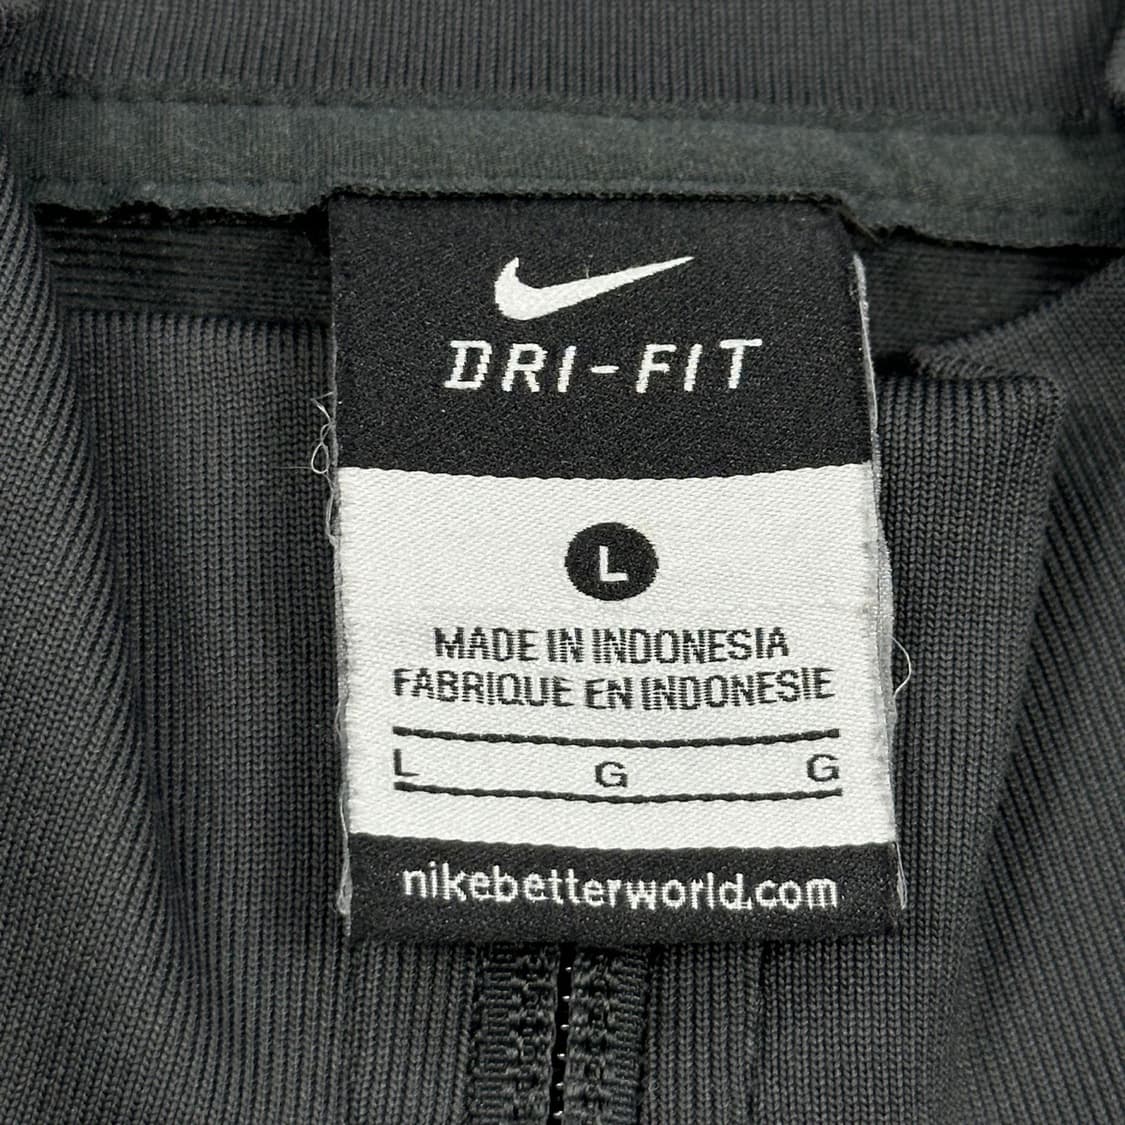 DRI-FIT
L
MADE IN INDONESIA
FABRIQUE EN INDONESIE
L G G
nikebetterworld.com